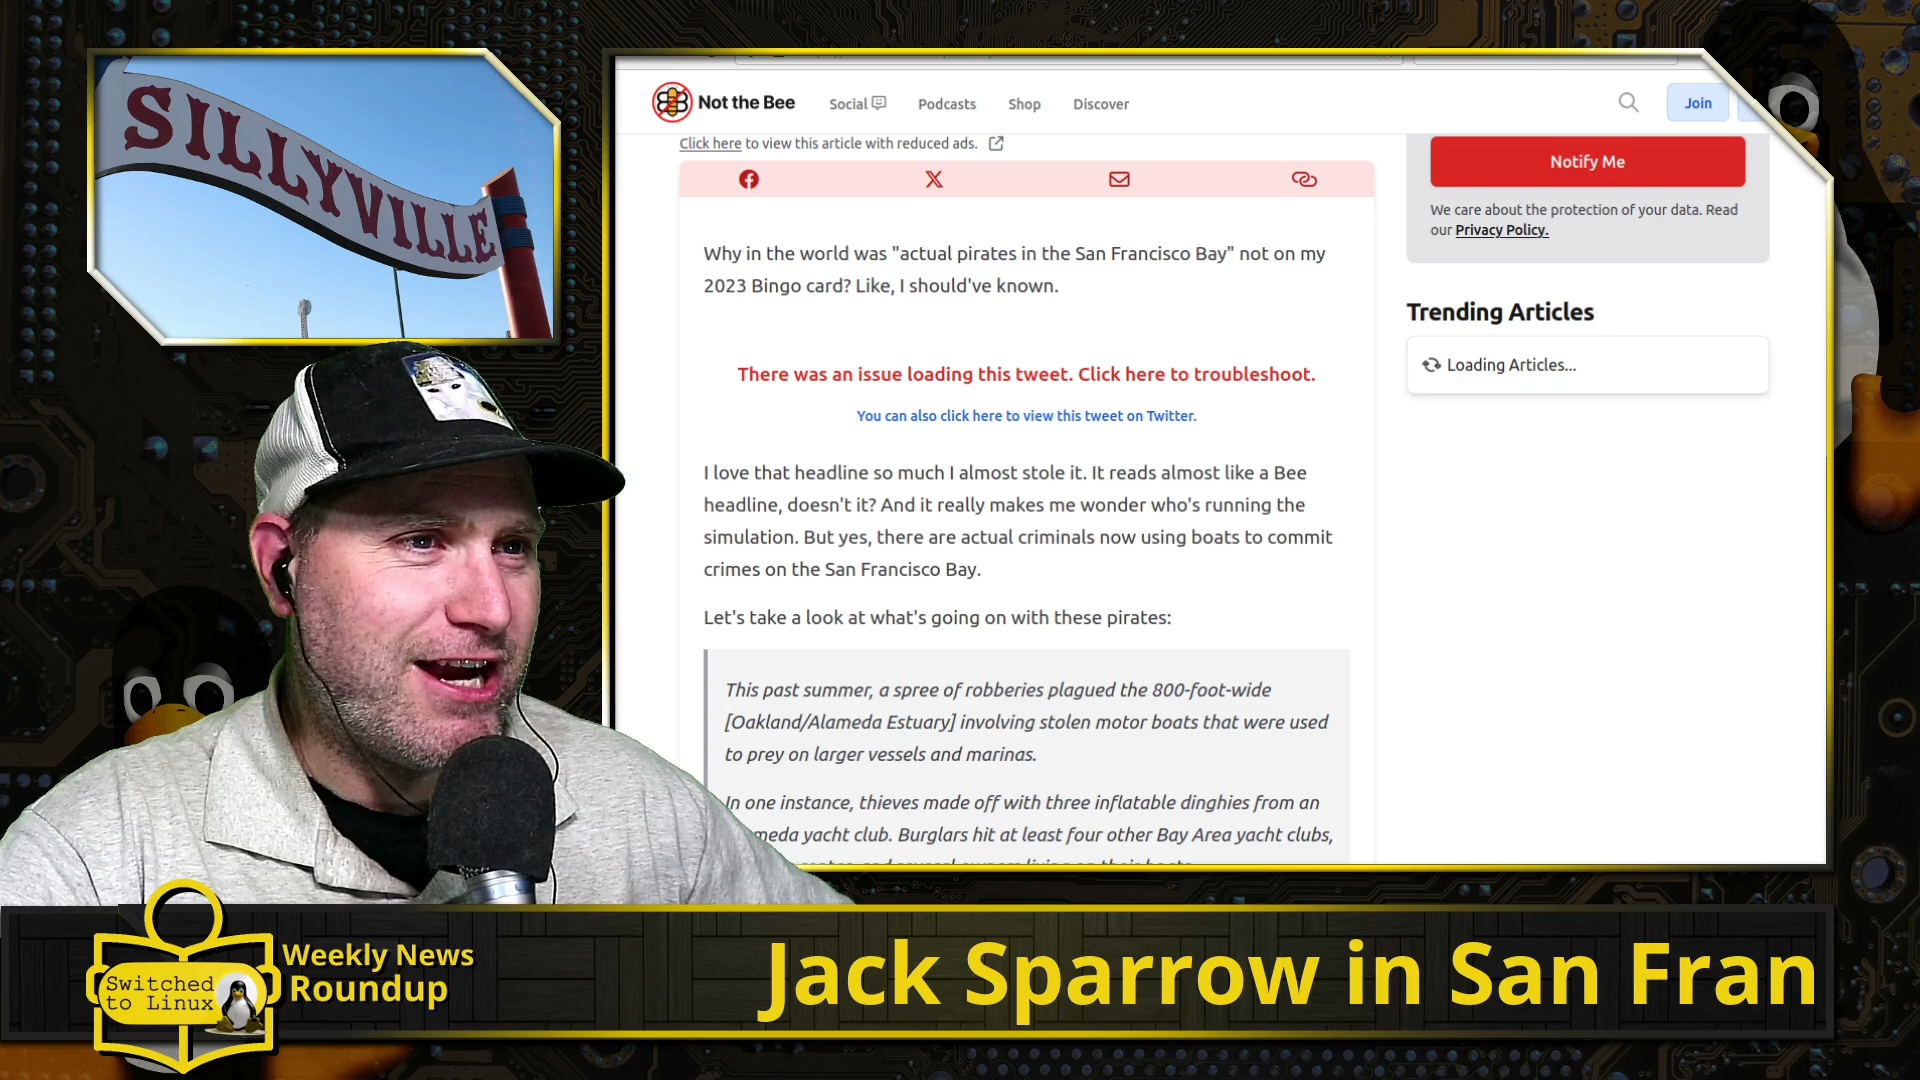 SILLYVILLE
Not the Bee
Social
Podcasts
Shop
Discover
Join
Click here to view this article with reduced ads.
Notify Me
We care about the protection of your data. Read
our Privacy Policy.
Why in the world was "actual pirates in the San Francisco Bay" not on my
2023 Bingo card? Like, I should've known.
Trending Articles
Loading Articles...
There was an issue loading this tweet. Click here to troubleshoot.
You can also click here to view this tweet on Twitter.
I love that headline so much I almost stole it. It reads almost like a Bee
headline, doesn't it? And it really makes me wonder who's running the
simulation. But yes, there are actual criminals now using boats to commit
crimes on the San Francisco Bay.
Let's take a look at what's going on with these pirates:
This past summer, a spree of robberies plagued the 800-foot-wide
[Oakland/Alameda Estuary] involving stolen motor boats that were used
to prey on larger vessels and marinas.
In one instance, thieves made off with three inflatable dinghies from an
meda yacht club. Burglars hit at least four other Bay Area yacht clubs,
Switched
to Linux
Weekly News
Roundup
Jack Sparrow in San Fran